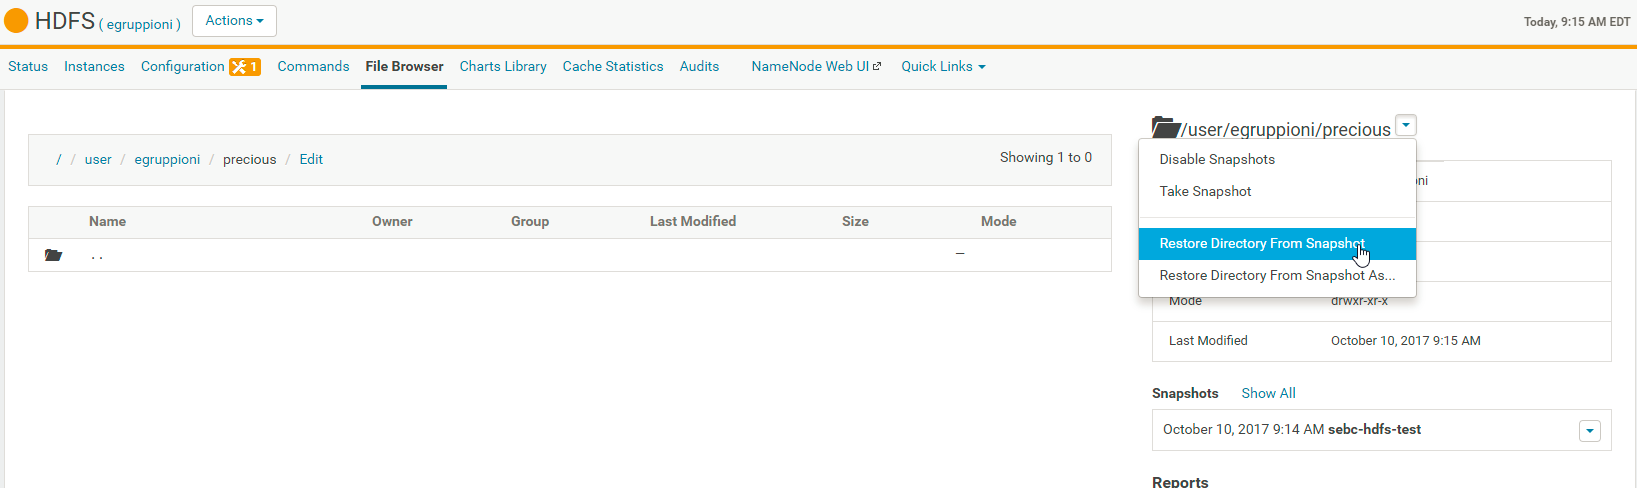 HDFS ( egruppioni ) Actions
Today, 9:15 AM EDT
Status Instances Configuration 1 Commands File Browser Charts Library Cache Statistics Audits NameNode Web UI Quick Links
/user/egruppioni/precious
/ / user / egruppioni / precious / Edit
Showing 1 to 0
Name Owner Group Last Modified Size Mode
. . —
Disable Snapshots
Take Snapshot
Restore Directory From Snapshot
Restore Directory From Snapshot As...
Mode drwxr-xr-x
Last Modified October 10, 2017 9:15 AM
Snapshots Show All
October 10, 2017 9:14 AM sebc-hdfs-test
Reports